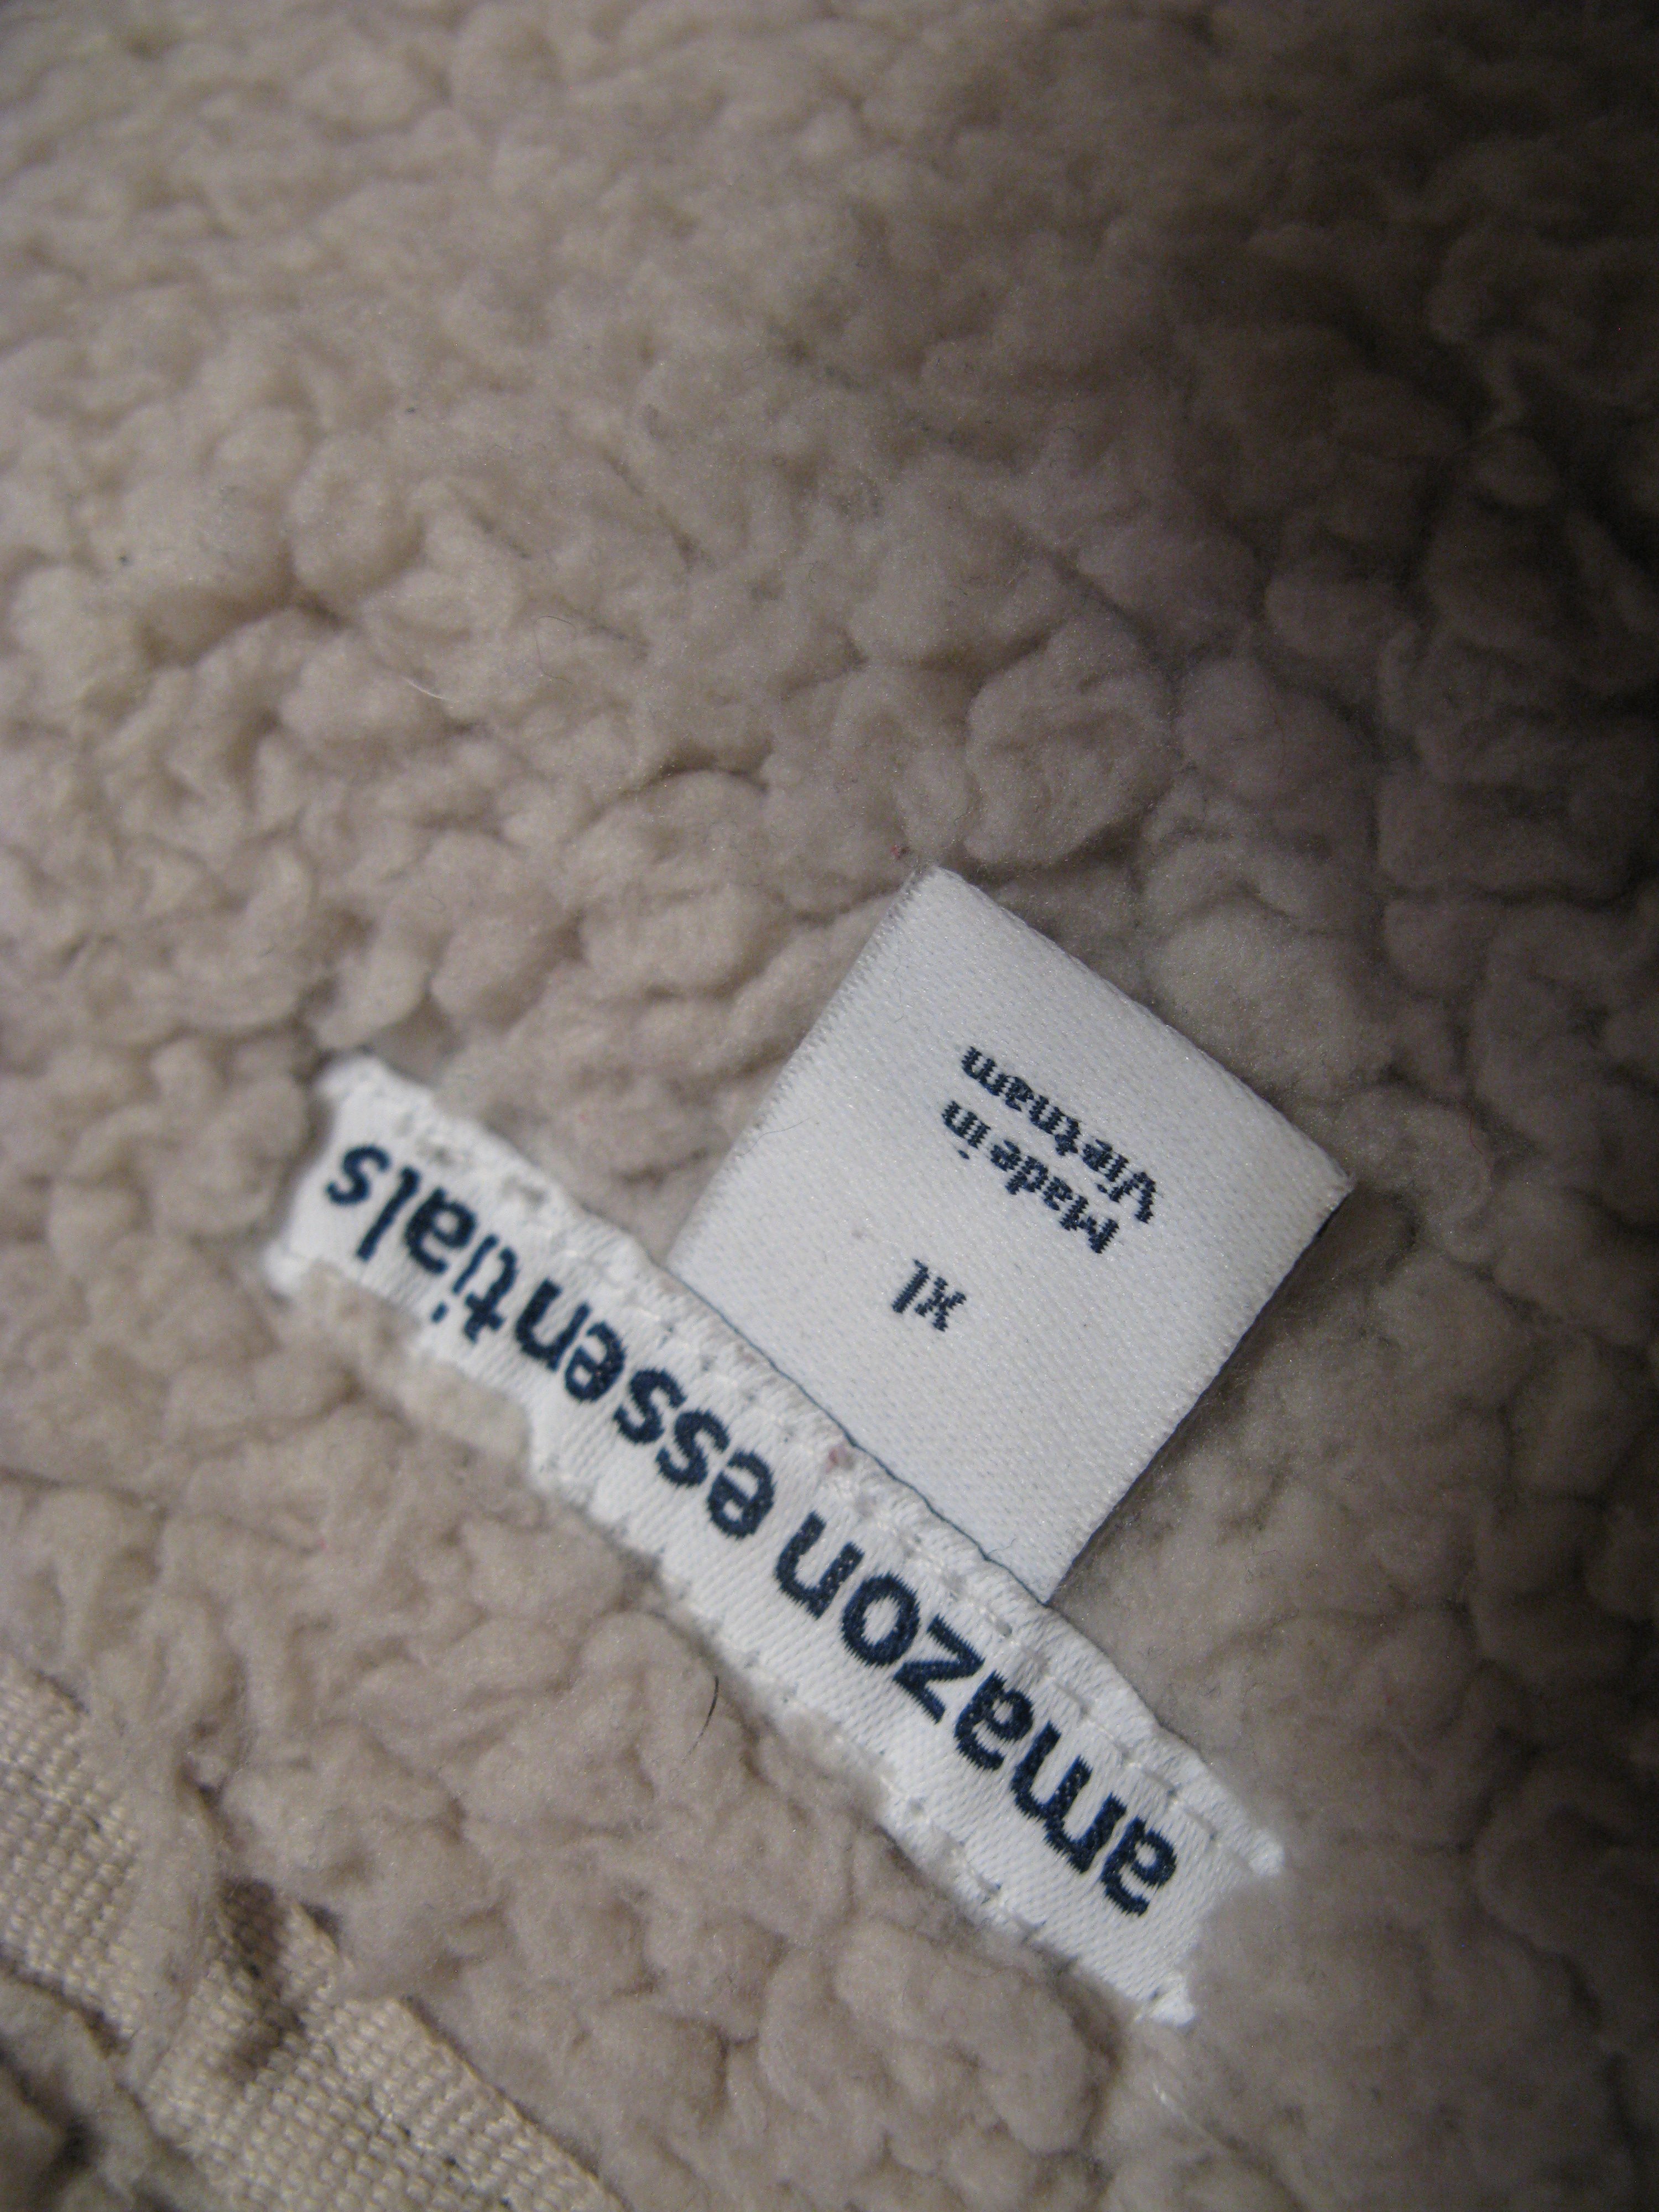 amazon essentials
xl
Made in
Vietnam